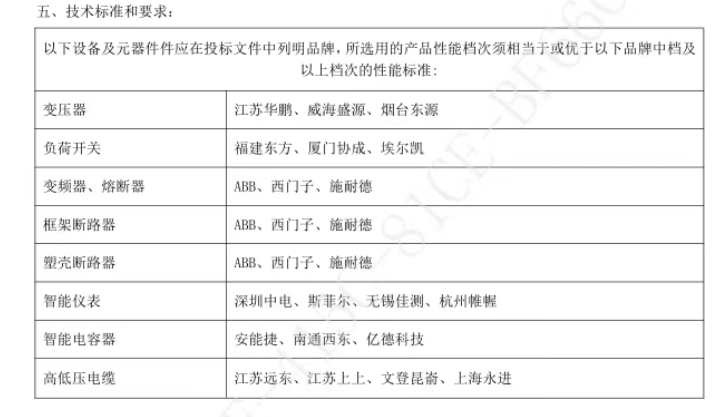 五、技术标准和要求：
以下设备及元器件件应在投标文件中列明品牌，所选用的产品性能档次须相当于或优于以下品牌中档及
以上档次的性能标准：
变压器 江苏华鹏、威海盛源、烟台东源
负荷开关 福建东方、厦门协成、埃尔凯
变频器、熔断器 ABB、西门子、施耐德
框架断路器 ABB、西门子、施耐德
塑壳断路器 ABB、西门子、施耐德
智能仪表 深圳中电、斯菲尔、无锡佳测、杭州帷幄
智能电容器 安能捷、南通西东、亿德科技
高低压电缆 江苏远东、江苏上上、文登昆嵛、上海永进